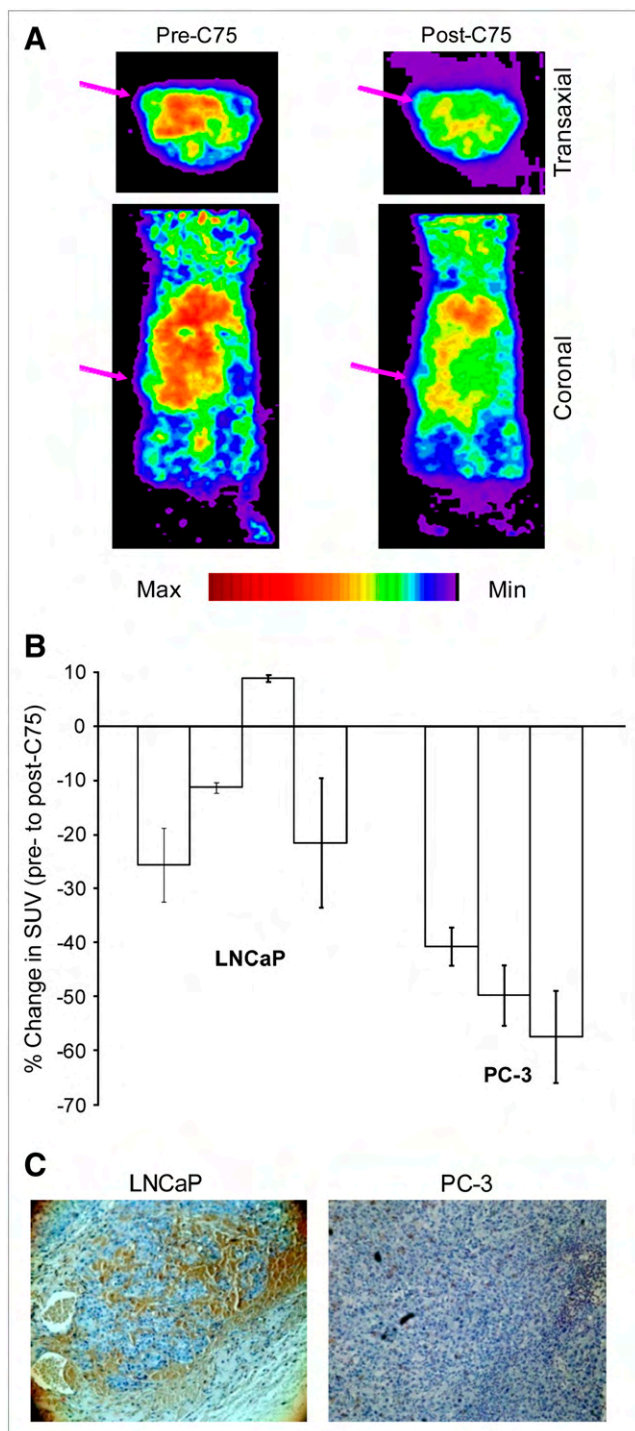 A
Pre-C75
Post-C75
Transaxial
Coronal
Max
Min
B
% Change in SUV (pre- to post-C75)
10
0
-10
-20
-30
-40
-50
-60
-70
LNCaP
PC-3
C
LNCaP
PC-3